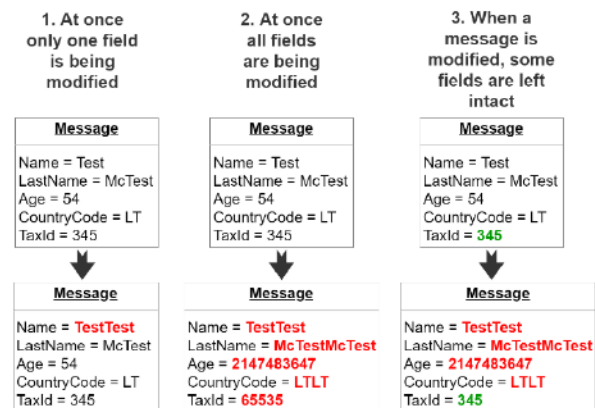 1. At once
only one field
is being
modified
Message
Name = Test
LastName = McTest
Age = 54
CountryCode = LT
TaxId = 345
Message
Name = TestTest
LastName = McTest
Age = 54
CountryCode = LT
TaxId = 345
2. At once
all fields
are being
modified
Message
Name = Test
LastName = McTest
Age = 54
CountryCode = LT
TaxId = 345
Message
Name = TestTest
LastName = McTestMcTest
Age = 2147483647
CountryCode = LTLT
TaxId = 65535
3. When a
message is
modified, some
fields are left
intact
Message
Name = Test
LastName = McTest
Age = 54
CountryCode = LT
TaxId = 345
Message
Name = TestTest
LastName = McTestMcTest
Age = 2147483647
CountryCode = LTLT
TaxId = 345